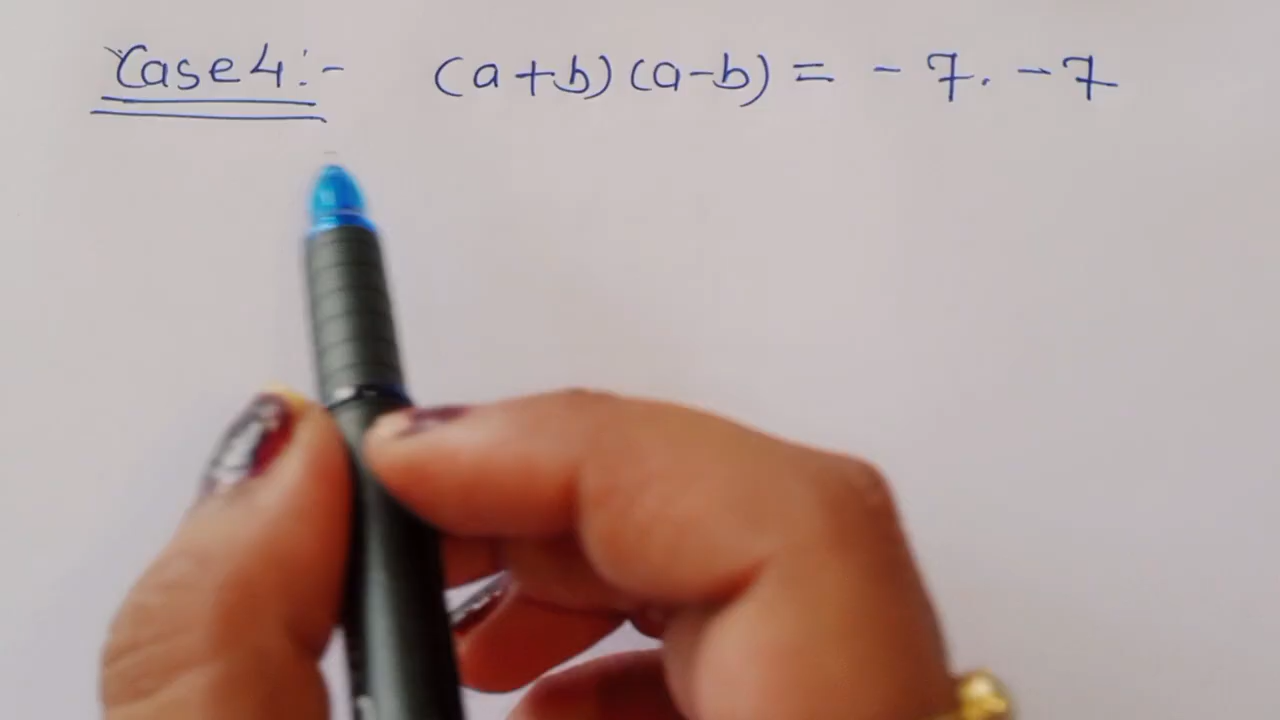 Case 4:- (a+b)(a-b) = -7. -7